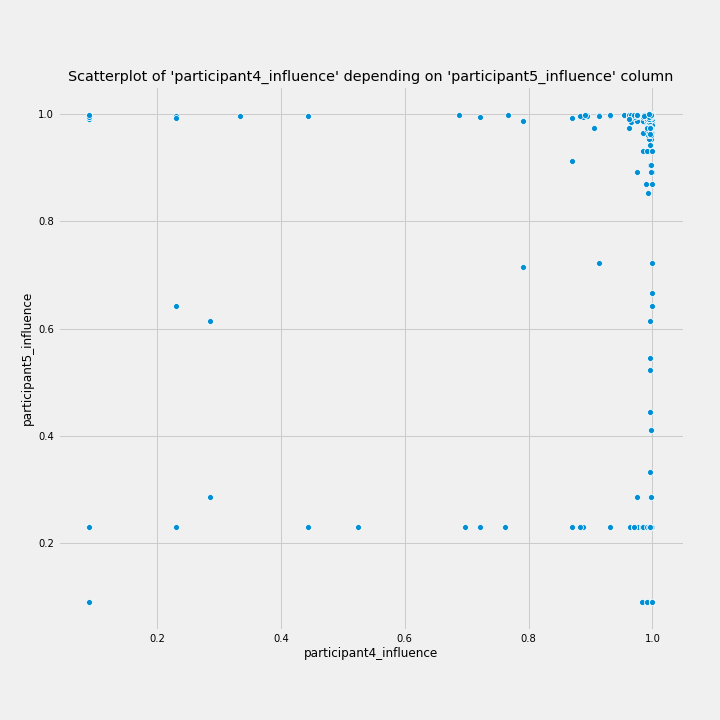 Scatterplot of 'participant4_influence' depending on 'participant5_influence' column
1.0
0.8
0.6
0.4
0.2
participant5_influence
0.2 0.4 0.6 0.8 1.0
participant4_influence